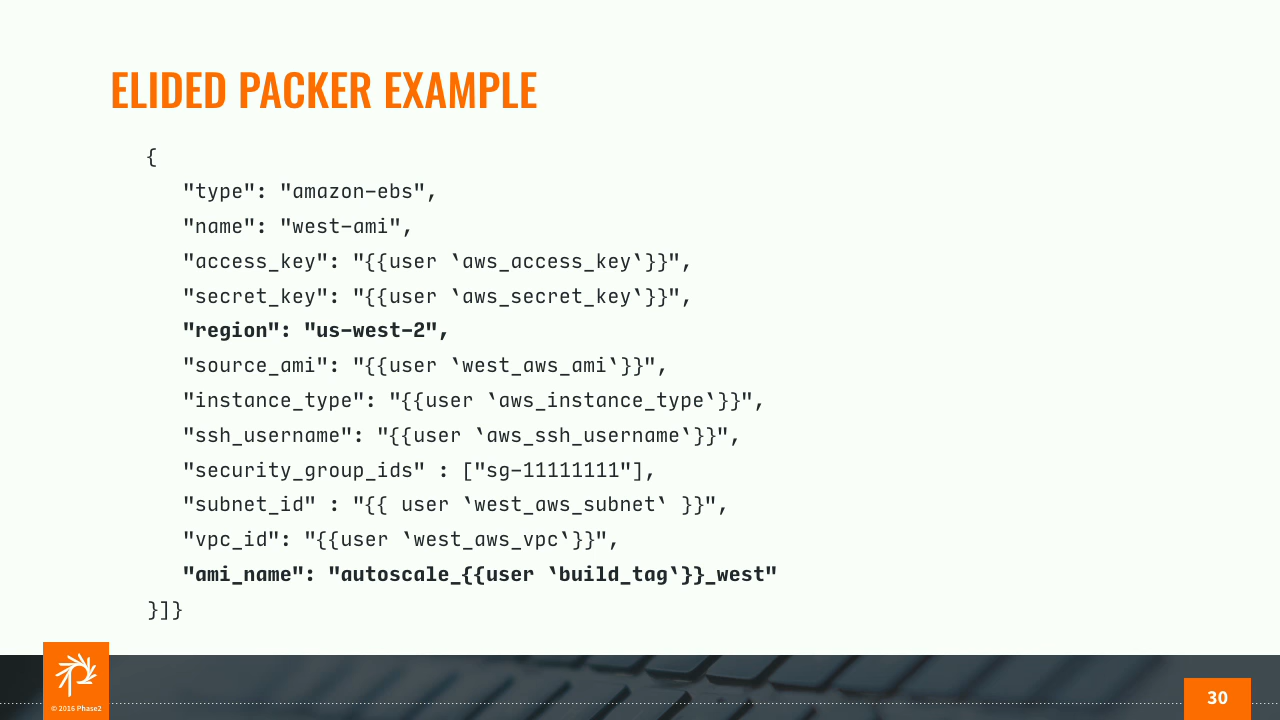 ELIDED PACKER EXAMPLE
{
"type": "amazon-ebs",
"name": "west-ami",
"access_key": "{{user `aws_access_key`}}",
"secret_key": "{{user `aws_secret_key`}}",
"region": "us-west-2",
"source_ami": "{{user `west_aws_ami`}}",
"instance_type": "{{user `aws_instance_type`}}",
"ssh_username": "{{user `aws_ssh_username`}}",
"security_group_ids" : ["sg-11111111"],
"subnet_id" : "{{ user `west_aws_subnet` }}",
"vpc_id": "{{user `west_aws_vpc`}}",
"ami_name": "autoscale_{{user `build_tag`}}_west"
}]}
© 2016 Phase2
30